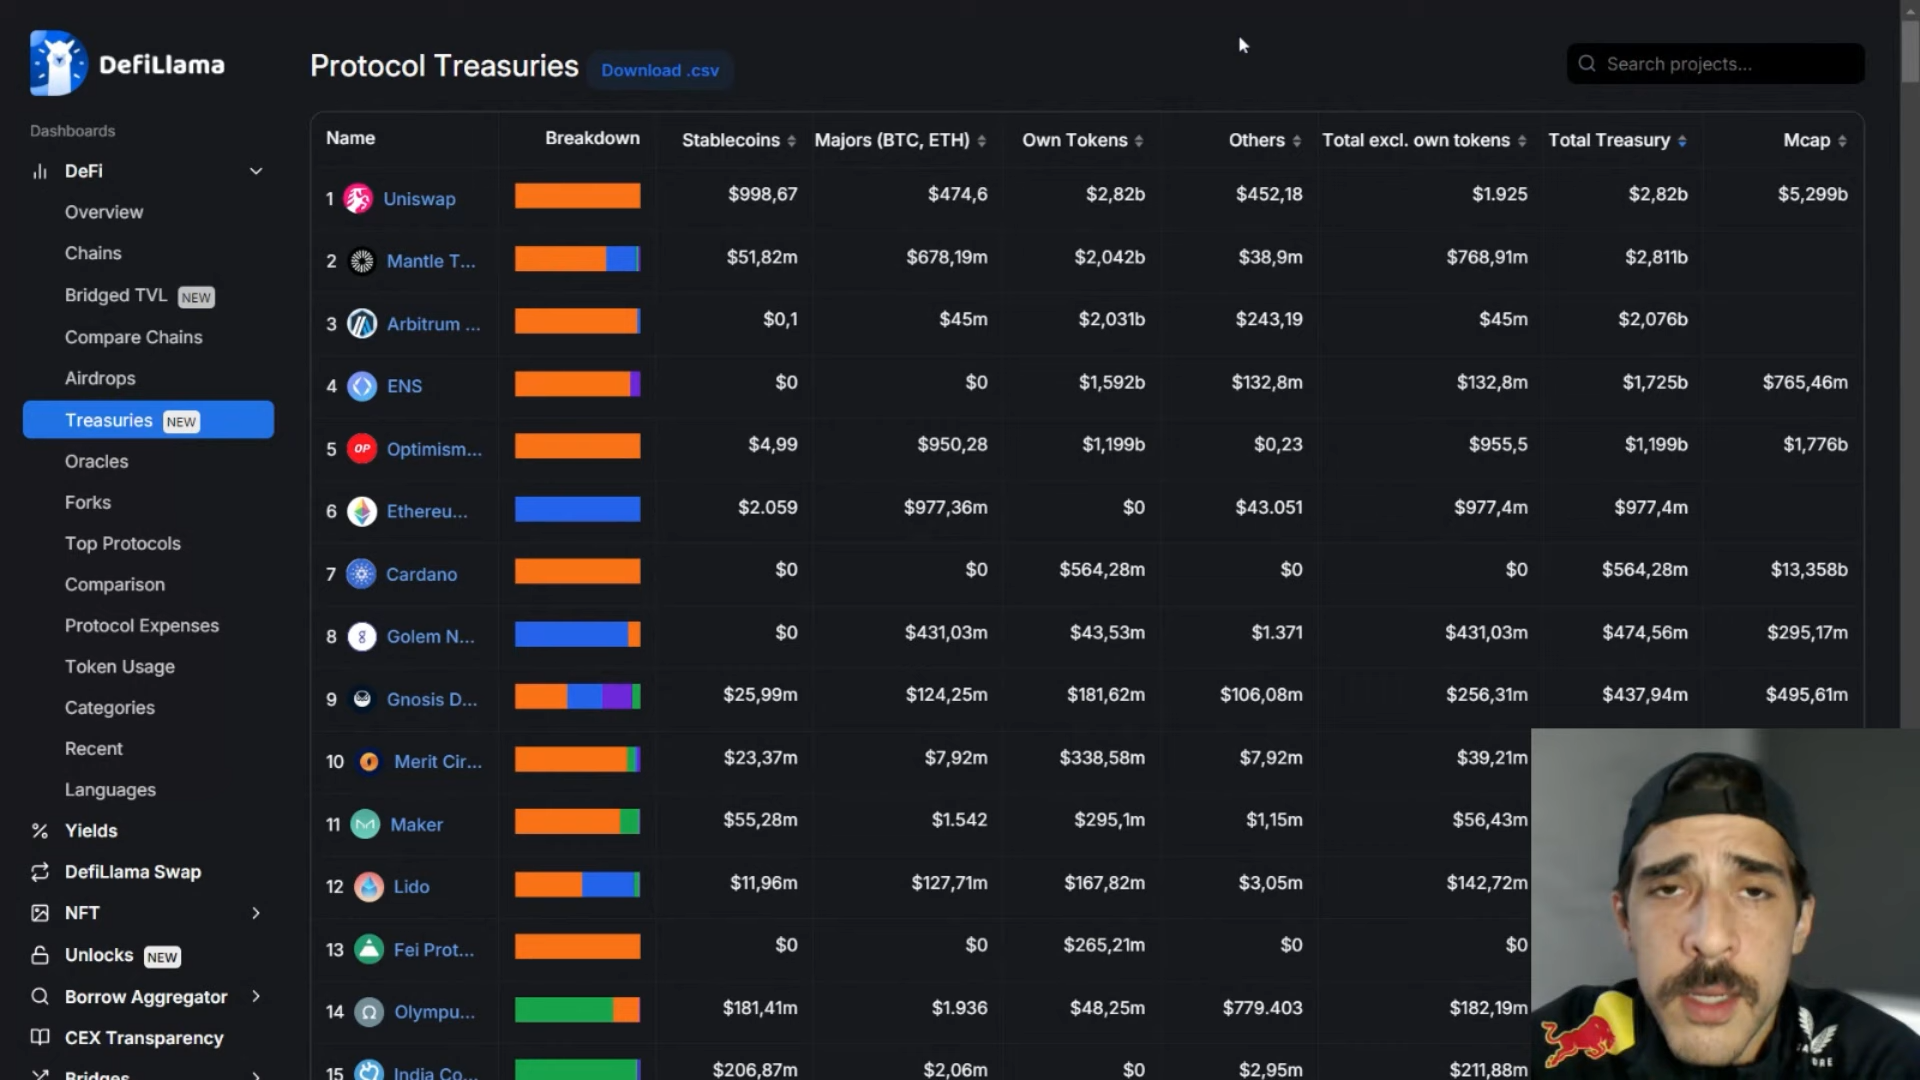 DefiLlama
Protocol Treasuries
Download .csv
Search projects...
Dashboards
DeFi
Overview
Chains
Bridged TVL NEW
Compare Chains
Airdrops
Treasuries NEW
Oracles
Forks
Top Protocols
Comparison
Protocol Expenses
Token Usage
Categories
Recent
Languages
Yields
DefiLlama Swap
NFT
Unlocks NEW
Borrow Aggregator
CEX Transparency
Bridges
Name Breakdown Stablecoins Majors (BTC, ETH) Own Tokens Others Total excl. own tokens Total Treasury Mcap
1 Uniswap $998,67 $474,6 $2,82b $452,18 $1.925 $2,82b $5,299b
2 Mantle T... $51,82m $678,19m $2,042b $38,9m $768,91m $2,811b
3 Arbitrum ... $0,1 $45m $2,031b $243,19 $45m $2,076b
4 ENS $0 $0 $1,592b $132,8m $132,8m $1,725b $765,46m
5 OP Optimism... $4,99 $950,28 $1,199b $0,23 $955,5 $1,199b $1,776b
6 Ethereu... $2.059 $977,36m $0 $43.051 $977,4m $977,4m
7 Cardano $0 $0 $564,28m $0 $0 $564,28m $13,358b
8 Golem N... $0 $431,03m $43,53m $1.371 $431,03m $474,56m $295,17m
9 Gnosis D... $25,99m $124,25m $181,62m $106,08m $256,31m $437,94m $495,61m
10 Merit Cir... $23,37m $7,92m $338,58m $7,92m $39,21m
11 Maker $55,28m $1.542 $295,1m $1,15m $56,43m
12 Lido $11,96m $127,71m $167,82m $3,05m $142,72m
13 Fei Prot... $0 $0 $265,21m $0 $0
14 Olympu... $181,41m $1.936 $48,25m $779.403 $182,19m
15 India Co... $206,87m $2,06m $0 $2,95m $211,88m